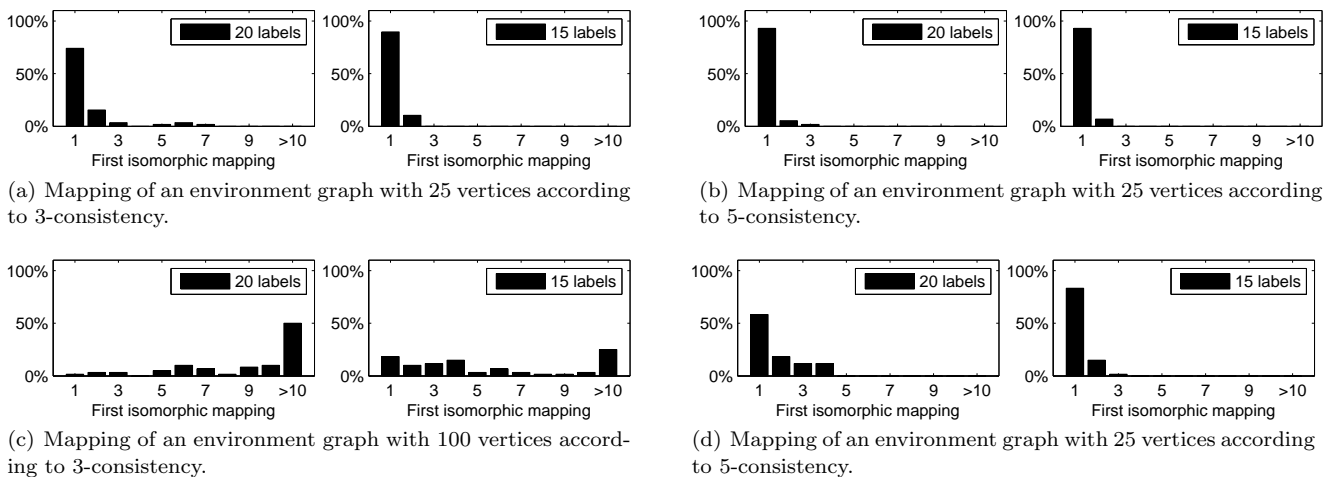 100%
50%
0%
20 labels
1 3 5 7 9 >10
First isomorphic mapping
100%
50%
0%
15 labels
1 3 5 7 9 >10
First isomorphic mapping
(a) Mapping of an environment graph with 25 vertices according
to 3-consistency.
100%
50%
0%
20 labels
1 3 5 7 9 >10
First isomorphic mapping
100%
50%
0%
15 labels
1 3 5 7 9 >10
First isomorphic mapping
(b) Mapping of an environment graph with 25 vertices according
to 5-consistency.
100%
50%
0%
20 labels
1 3 5 7 9 >10
First isomorphic mapping
100%
50%
0%
15 labels
1 3 5 7 9 >10
First isomorphic mapping
(c) Mapping of an environment graph with 100 vertices accord-
ing to 3-consistency.
100%
50%
0%
20 labels
1 3 5 7 9 >10
First isomorphic mapping
100%
50%
0%
15 labels
1 3 5 7 9 >10
First isomorphic mapping
(d) Mapping of an environment graph with 25 vertices according
to 5-consistency.